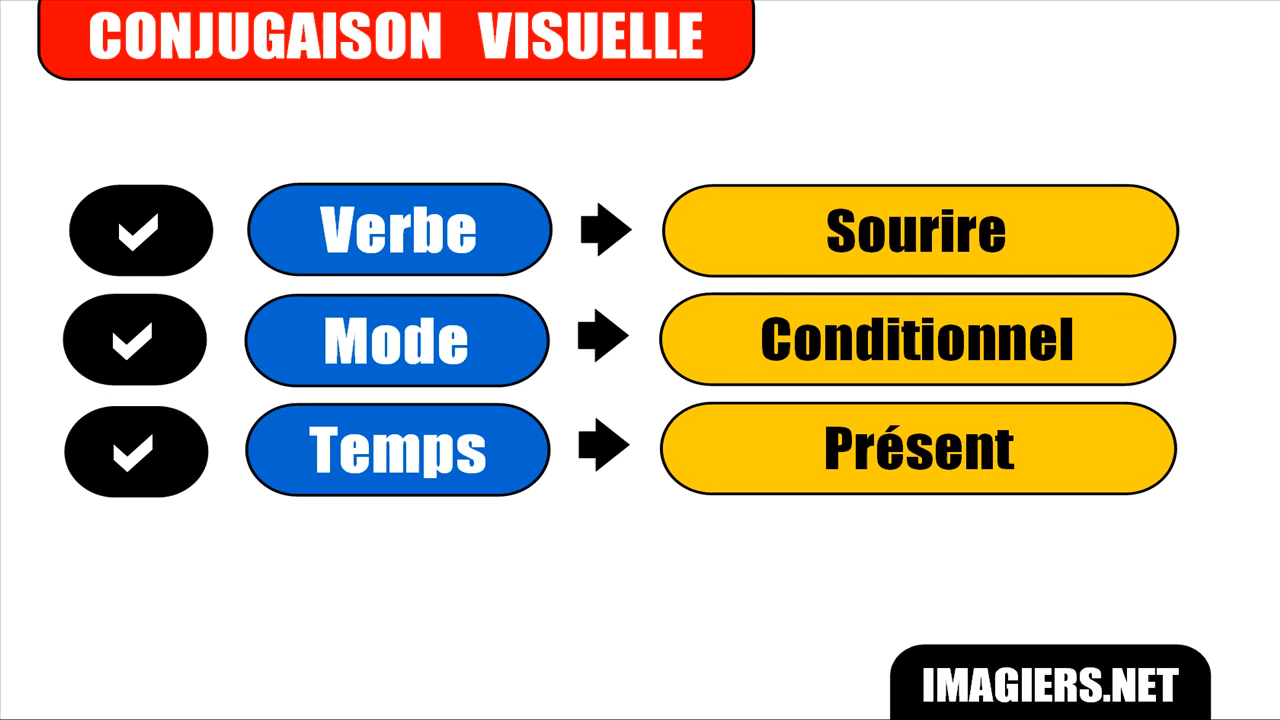 CONJUGAISON VISUELLE
Verbe Sourire
Mode Conditionnel
Temps Présent
IMAGIERS.NET